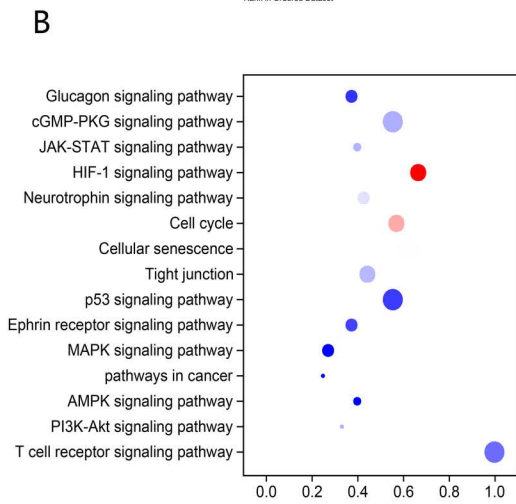 B
Glucagon signaling pathway
cGMP-PKG signaling pathway
JAK-STAT signaling pathway
HIF-1 signaling pathway
Neurotrophin signaling pathway
Cell cycle
Cellular senescence
Tight junction
p53 signaling pathway
Ephrin receptor signaling pathway
MAPK signaling pathway
pathways in cancer
AMPK signaling pathway
PI3K-Akt signaling pathway
T cell receptor signaling pathway
0.0 0.2 0.4 0.6 0.8 1.0